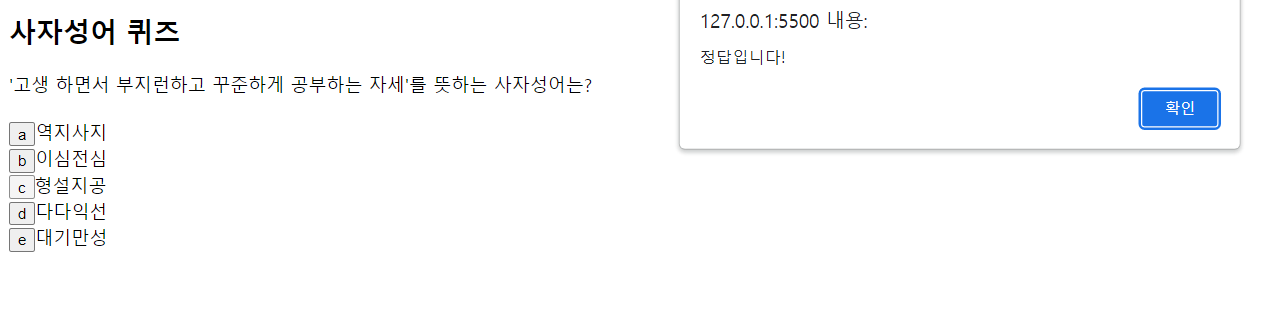 사자성어 퀴즈
'고생 하면서 부지런하고 꾸준하게 공부하는 자세'를 뜻하는 사자성어는?
a 역지사지
b 이심전심
c 형설지공
d 다다익선
e 대기만성
127.0.0.1:5500 내용:
정답입니다!
확인